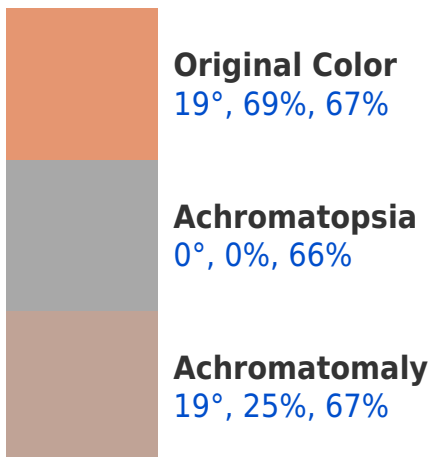 Original Color
19°, 69%, 67%
Achromatopsia
0°, 0%, 66%
Achromatomaly
19°, 25%, 67%